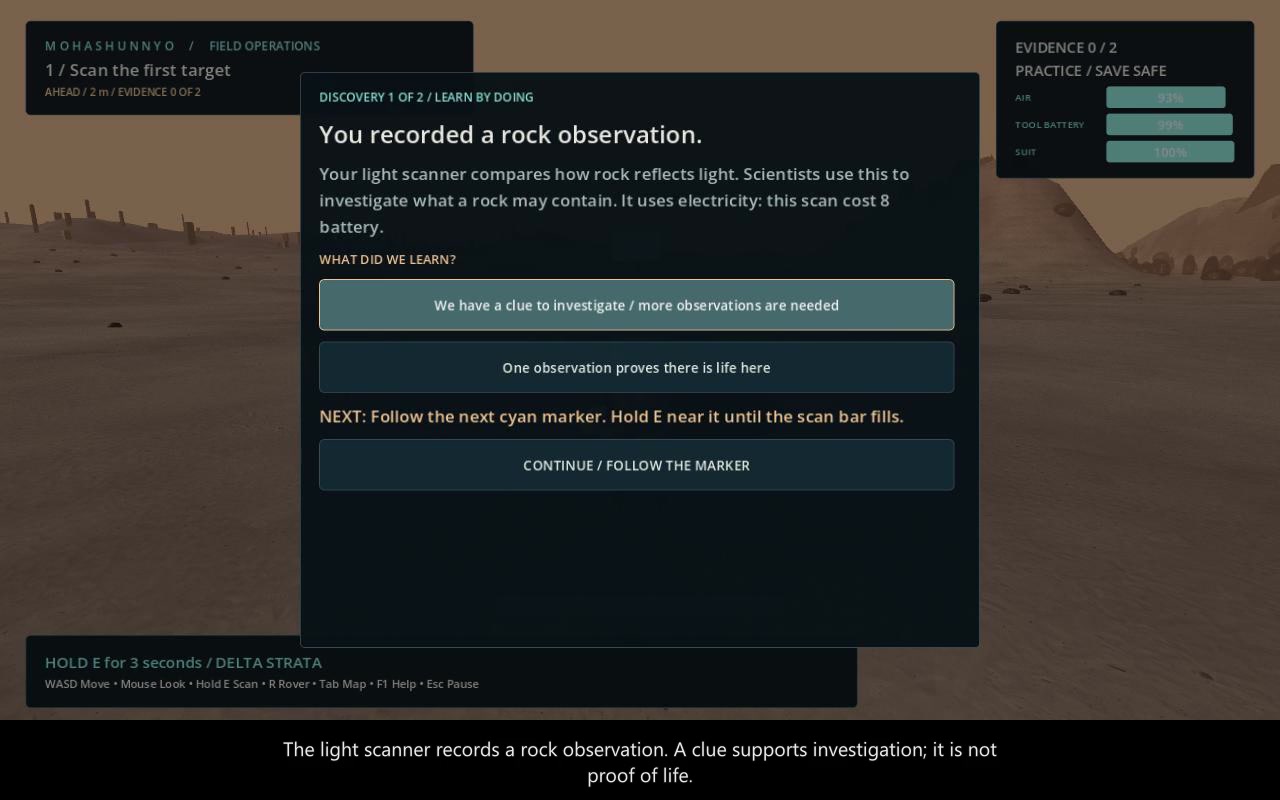 MOHASHUNNYO / FIELD OPERATIONS
1 / Scan the first target
AHEAD / 2 m / EVIDENCE 0 OF 2
EVIDENCE 0 / 2
PRACTICE / SAVE SAFE
AIR 93%
TOOL BATTERY 99%
SUIT 100%
DISCOVERY 1 OF 2 / LEARN BY DOING
You recorded a rock observation.
Your light scanner compares how rock reflects light. Scientists use this to
investigate what a rock may contain. It uses electricity: this scan cost 8
battery.
WHAT DID WE LEARN?
We have a clue to investigate / more observations are needed
One observation proves there is life here
NEXT: Follow the next cyan marker. Hold E near it until the scan bar fills.
CONTINUE / FOLLOW THE MARKER
HOLD E for 3 seconds / DELTA STRATA
WASD Move • Mouse Look • Hold E Scan • R Rover • Tab Map • F1 Help • Esc Pause
The light scanner records a rock observation. A clue supports investigation; it is not
proof of life.